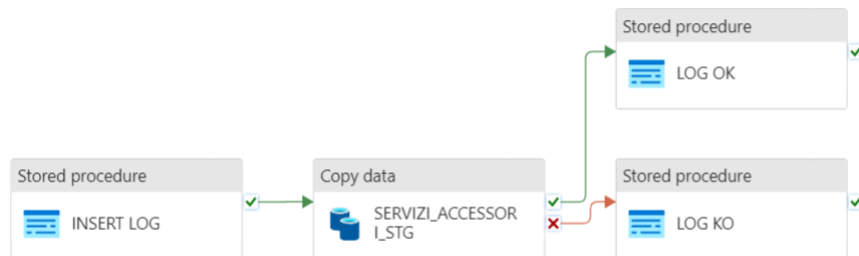 Stored procedure
LOG OK
Stored procedure
INSERT LOG
Copy data
SERVIZI_ACCESSOR
I_STG
Stored procedure
LOG KO